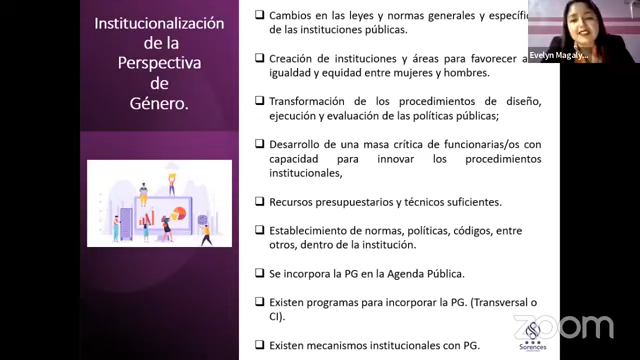 Institucionalización
de la
Perspectiva
de
Género.
❑ Cambios en las leyes y normas generales y
de las instituciones públicas.
❑ Creación de instituciones y áreas para favorecer
igualdad y equidad entre mujeres y hombres.
❑ Transformación de los procedimientos de diseño,
ejecución y evaluación de las políticas públicas;
❑ Desarrollo de una masa crítica de funcionarias/os con
capacidad para innovar los procedimientos
institucionales,
❑ Recursos presupuestarios y técnicos suficientes.
❑ Establecimiento de normas, políticas, códigos, entre
otros, dentro de la institución.
❑ Se incorpora la PG en la Agenda Pública.
❑ Existen programas para incorporar la PG. (Transversal o
CI).
❑ Existen mecanismos institucionales con PG.
Evelyn Magaly...
zoom
Sorences